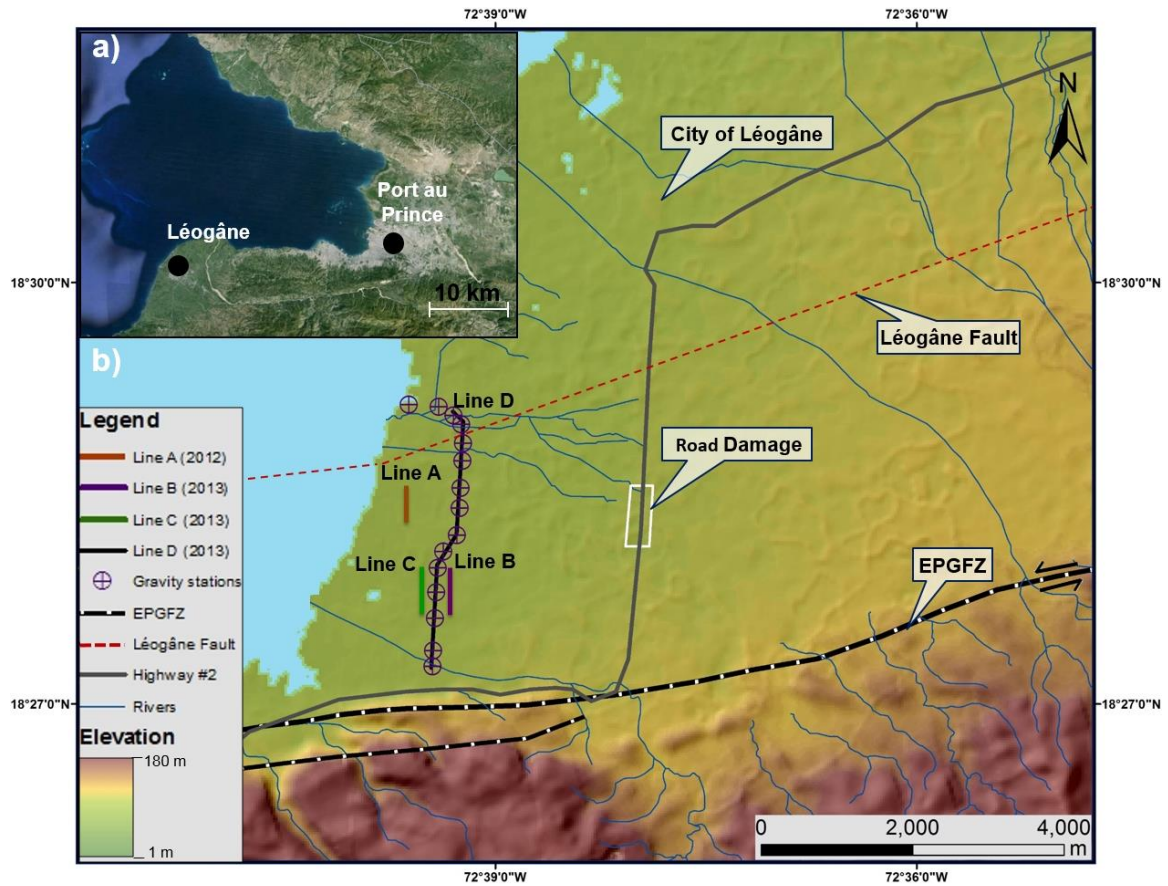 72°39'0"W
72°36'0"W
a)
Port au
Prince
Léogâne
10 km
N
City of Léogâne
18°30'0"N
18°30'0"N
Léogâne Fault
b)
Line D
Legend
Line A (2012)
Line B (2013)
Line C (2013)
Line D (2013)
Gravity stations
EPGFZ
Léogâne Fault
Highway #2
Rivers
Elevation
180 m
1 m
Line A
Road Damage
Line C
Line B
EPGFZ
18°27'0"N
18°27'0"N
0
2,000
4,000
m
72°39'0"W
72°36'0"W